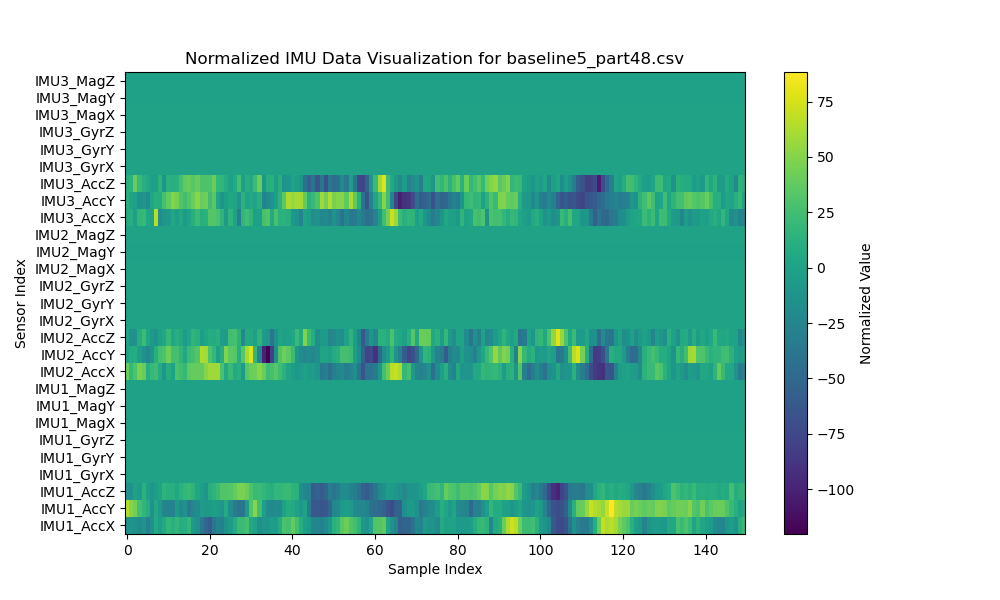 Normalized IMU Data Visualization for baseline5_part48.csv
IMU3_MagZ
IMU3_MagY
IMU3_MagX
IMU3_GyrZ
IMU3_GyrY
IMU3_GyrX
IMU3_AccZ
IMU3_AccY
IMU3_AccX
IMU2_MagZ
IMU2_MagY
IMU2_MagX
IMU2_GyrZ
IMU2_GyrY
IMU2_GyrX
IMU2_AccZ
IMU2_AccY
IMU2_AccX
IMU1_MagZ
IMU1_MagY
IMU1_MagX
IMU1_GyrZ
IMU1_GyrY
IMU1_GyrX
IMU1_AccZ
IMU1_AccY
IMU1_AccX
Sensor Index
0 20 40 60 80 100 120 140
Sample Index
75
50
25
0
−25
−50
−75
−100
Normalized Value